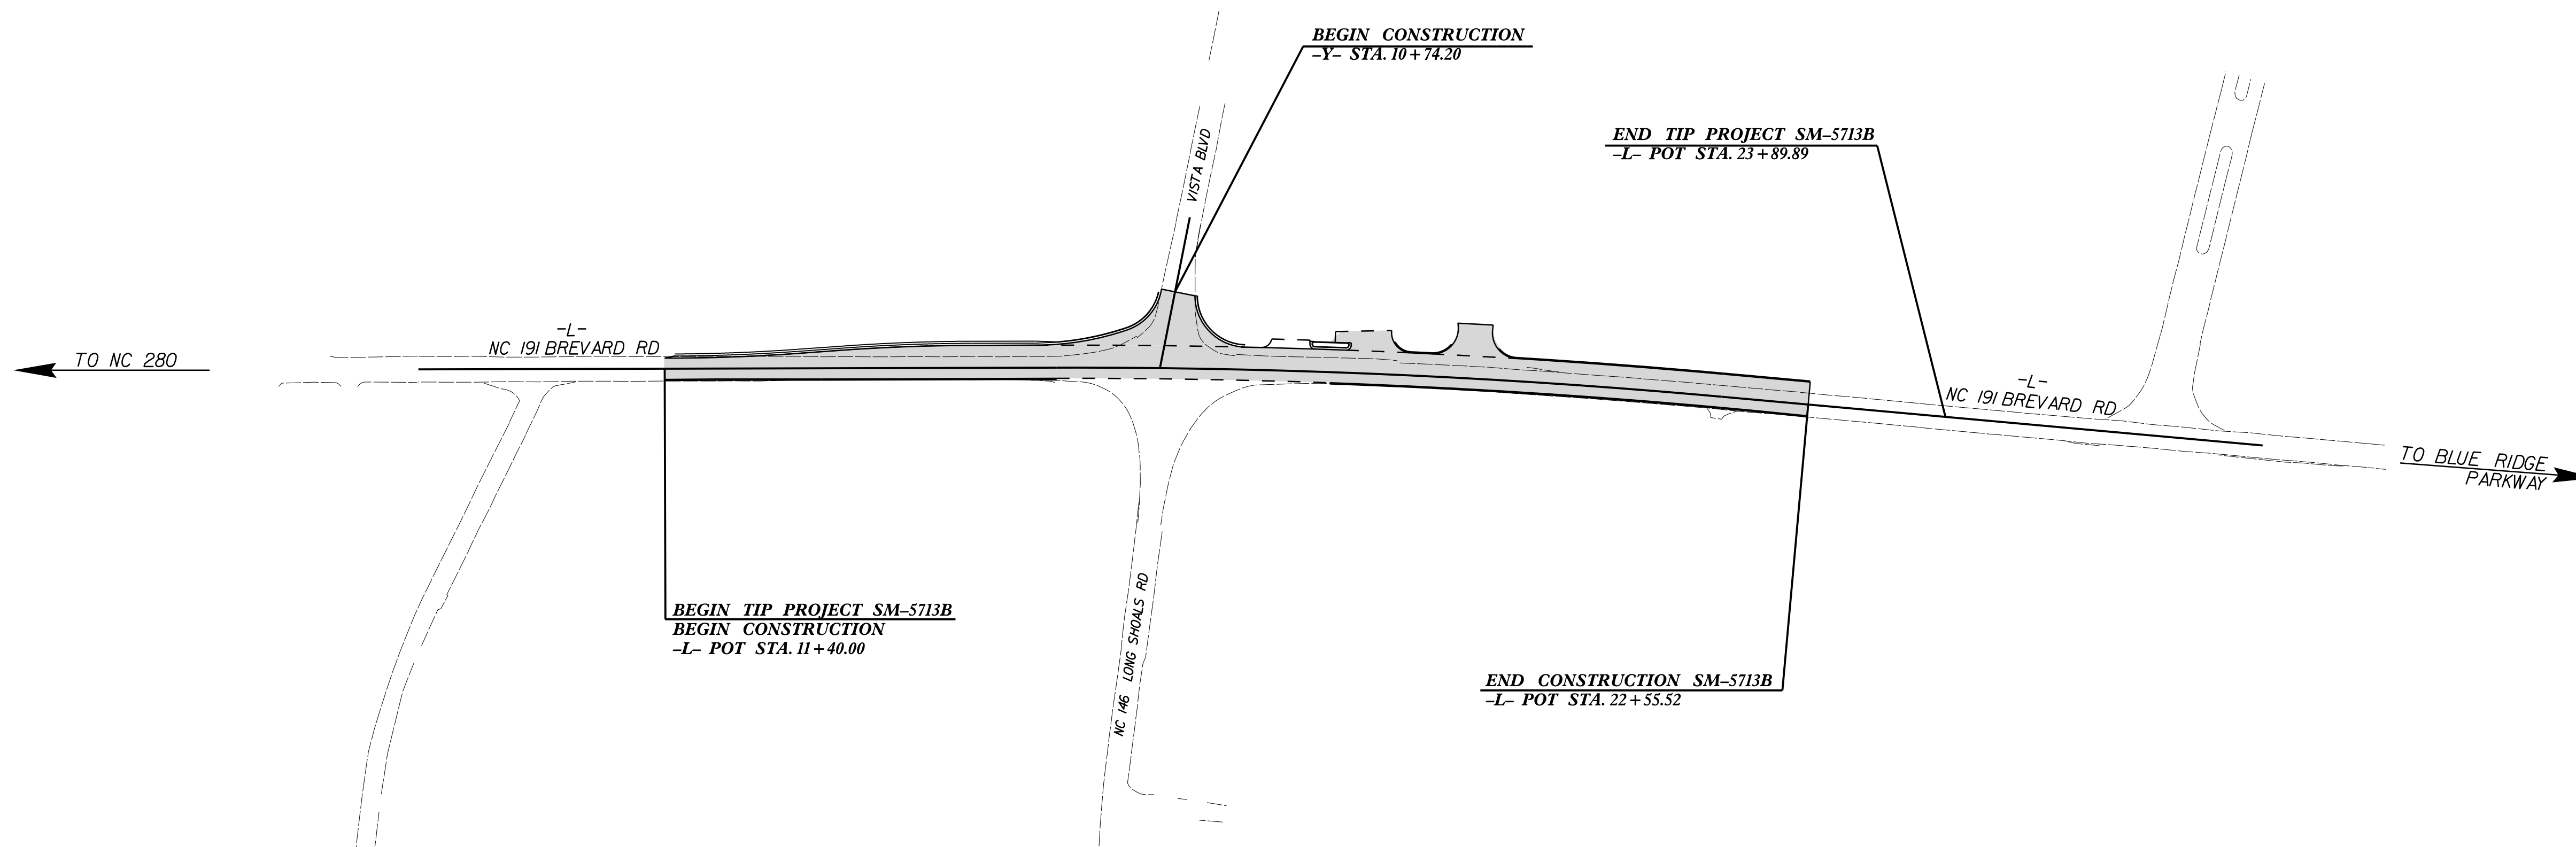 BEGIN CONSTRUCTION
–Y– STA. 10+74.20
END TIP PROJECT SM–5713B
–L– POT STA. 23+89.89
VISTA BLVD
–L–
NC 191 BREVARD RD
TO NC 280
–L–
NC 191 BREVARD RD
TO BLUE RIDGE
PARKWAY
BEGIN TIP PROJECT SM–5713B
BEGIN CONSTRUCTION
–L– POT STA. 11+40.00
NC 146 LONG SHOALS RD
END CONSTRUCTION SM–5713B
–L– POT STA. 22+55.52